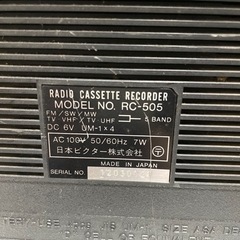 RADIO CASSETTE RECORDER
MODEL NO. RC-505
FM/SW/MW
TV-VHF/TV-UHF 5 BAND
DC 6V UM-1×4
AC 100V 50/60Hz 7W
日本ビクター株式会社
MADE IN JAPAN
SERIAL NO.